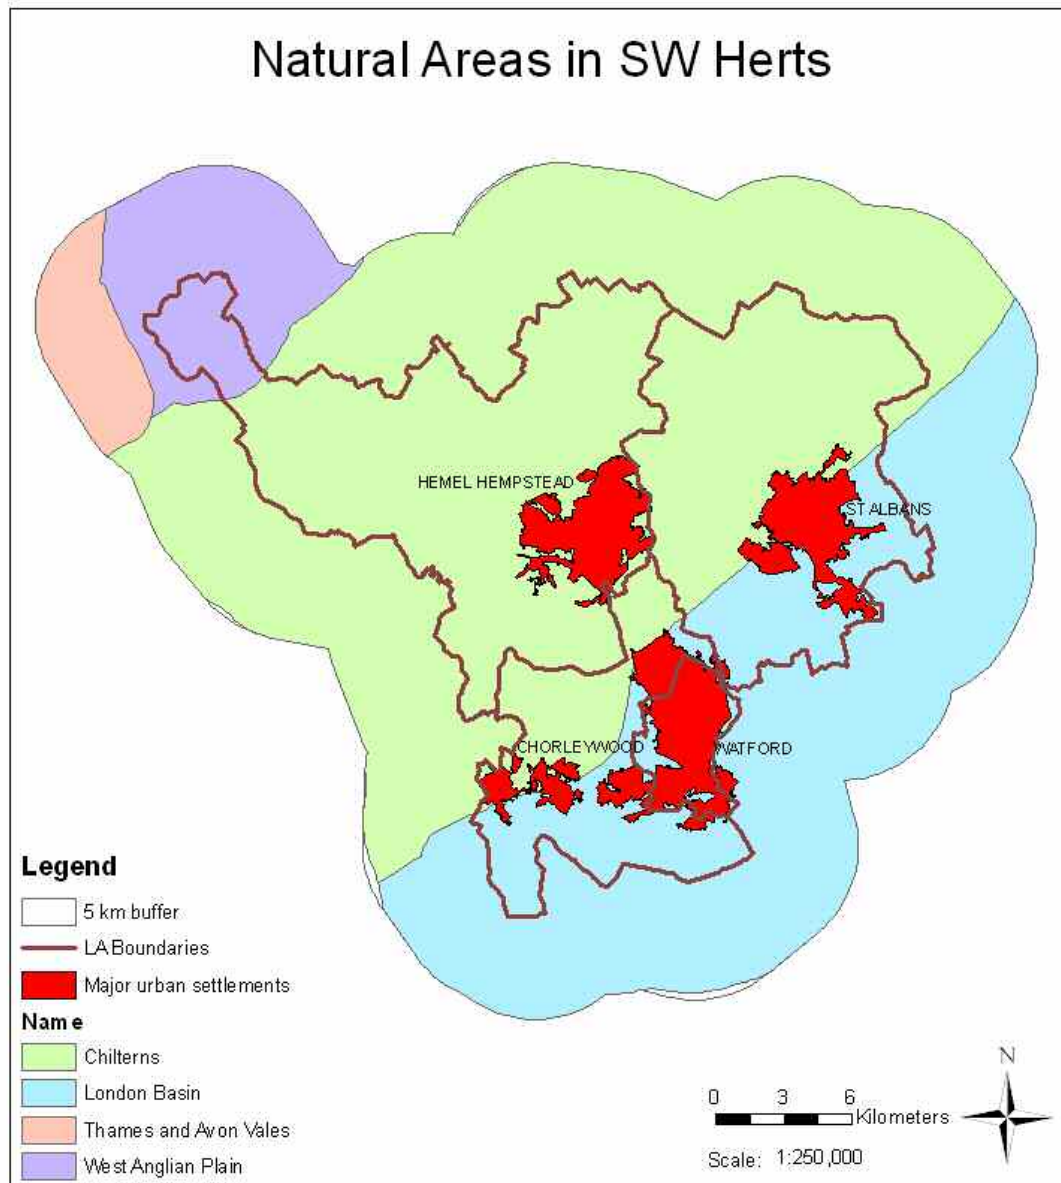 Natural Areas in SW Herts
HEMEL HEMPSTEAD
ST ALBANS
CHORLEYWOOD
WATFORD
Legend
5 km buffer
LA Boundaries
Major urban settlements
Name
Chilterns
London Basin
Thames and Avon Vales
West Anglian Plain
N
0 3 6
Kilometers
Scale: 1:250,000